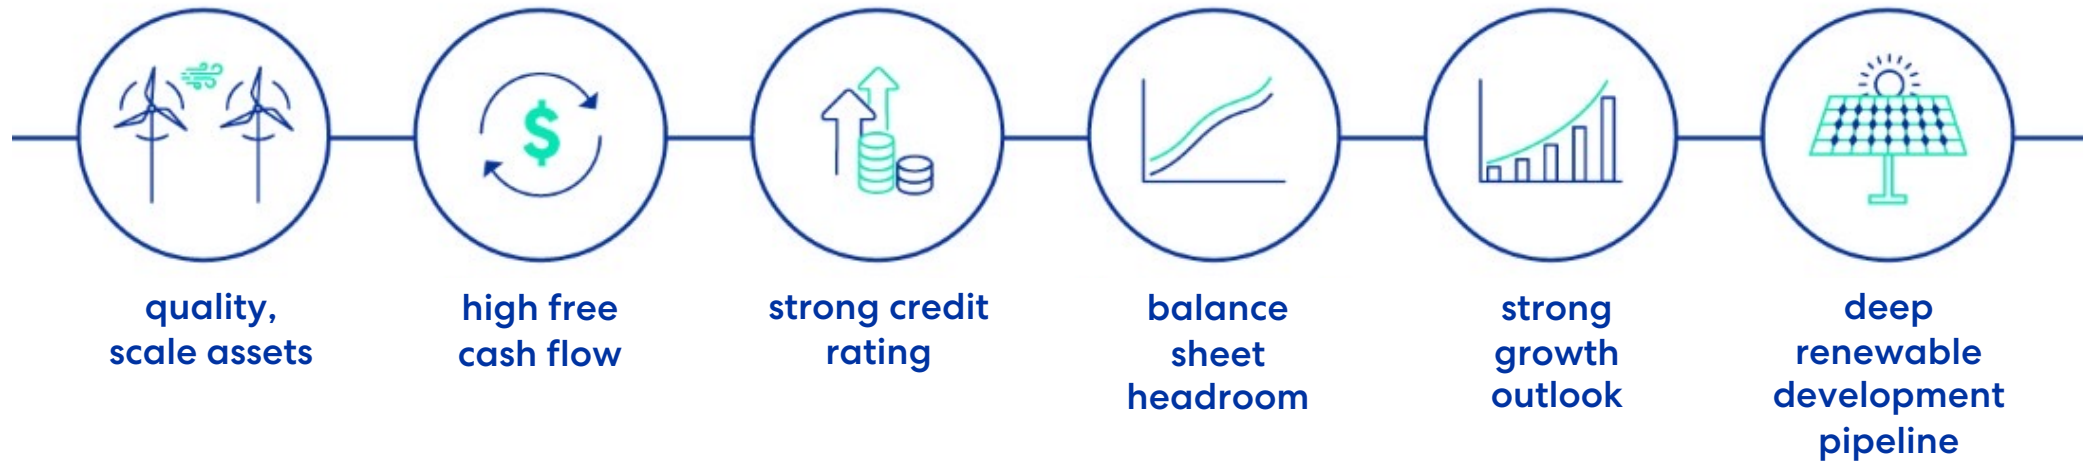 quality,
scale assets
high free
cash flow
strong credit
rating
balance
sheet
headroom
strong
growth
outlook
deep
renewable
development
pipeline
$